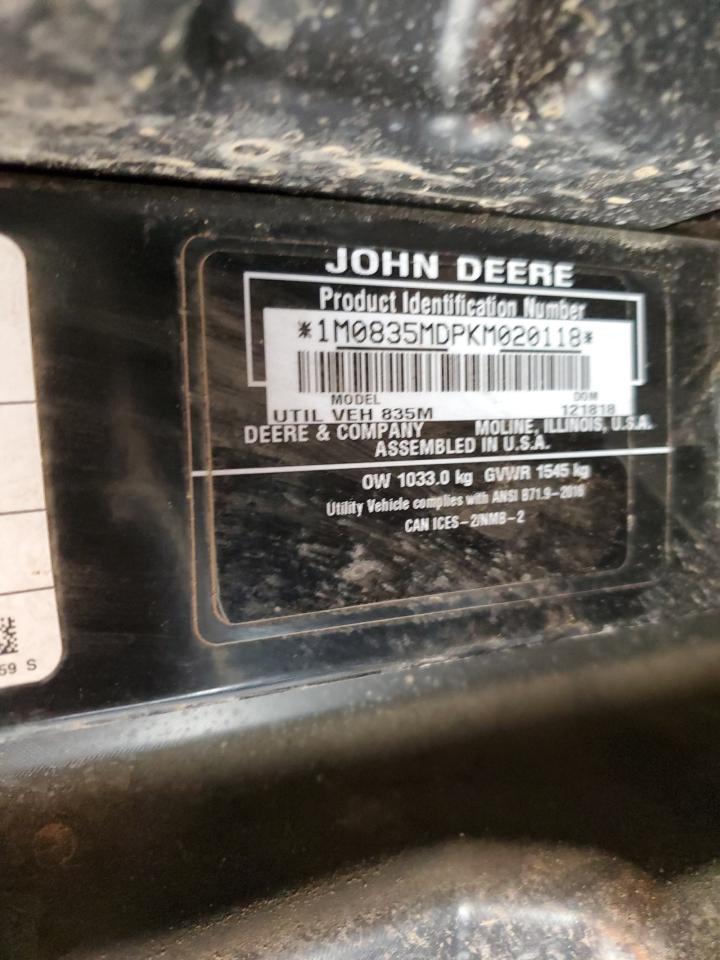 JOHN DEERE
Product Identification Number
*1M0835MDPKM020118*
MODEL DOM
UTIL VEH 835M 121818
DEERE & COMPANY MOLINE, ILLINOIS, U.S.A.
ASSEMBLED IN U.S.A.
OW 1033.0 kg GVWR 1545 kg
Utility Vehicle complies with ANSI B71.9-2016
CAN ICES-2/NMB-2
59 S